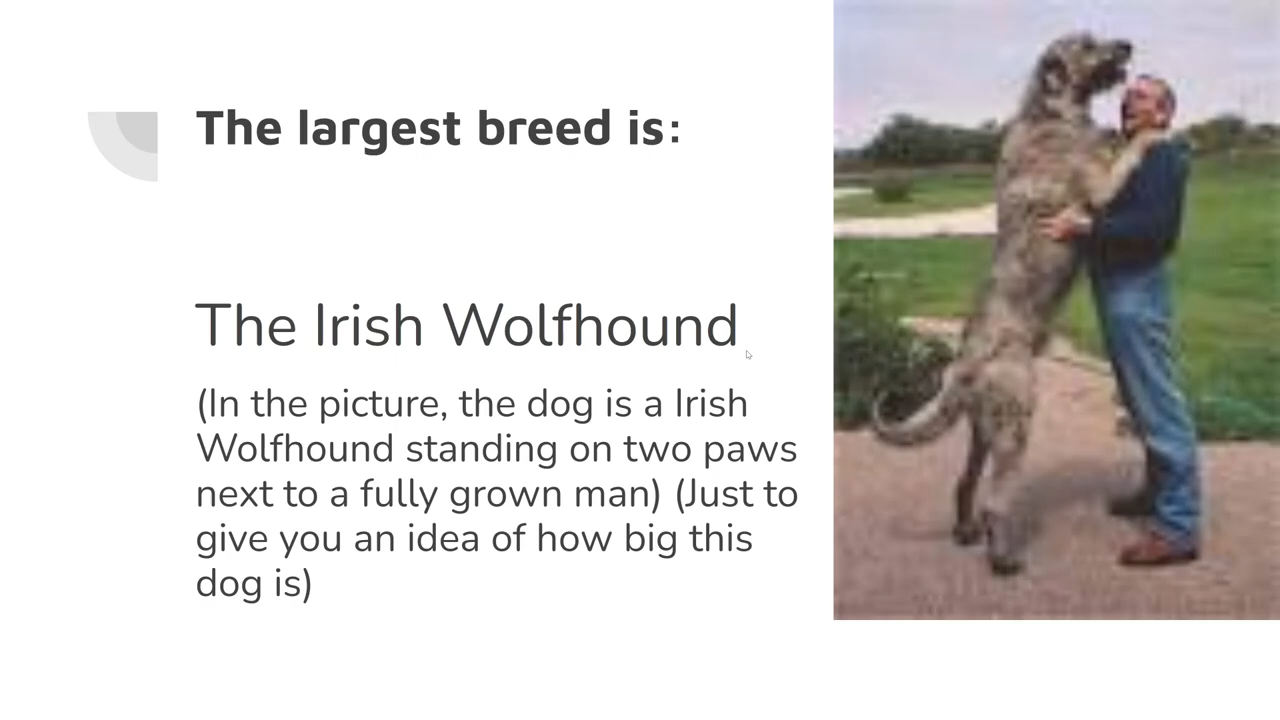 The largest breed is:
The Irish Wolfhound
(In the picture, the dog is a Irish
Wolfhound standing on two paws
next to a fully grown man) (Just to
give you an idea of how big this
dog is)